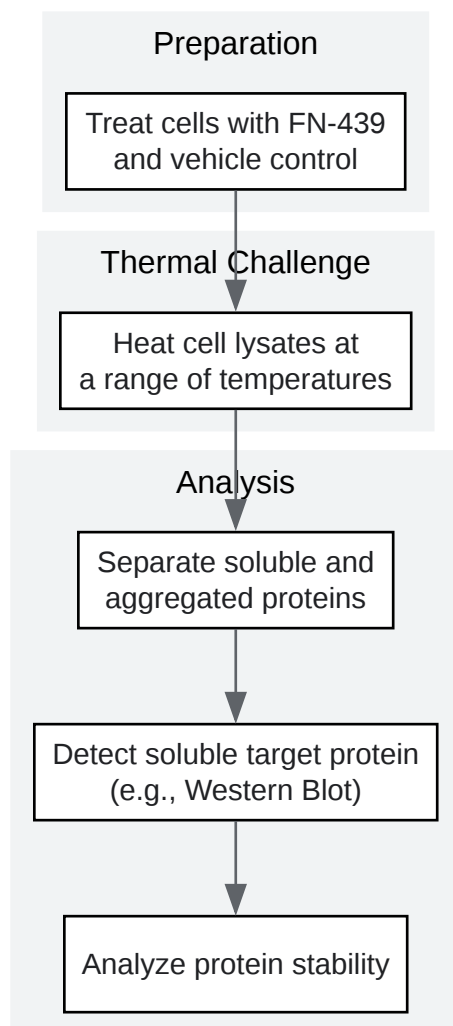 Preparation
Treat cells with FN-439
and vehicle control
Thermal Challenge
Heat cell lysates at
a range of temperatures
Analysis
Separate soluble and
aggregated proteins
Detect soluble target protein
(e.g., Western Blot)
Analyze protein stability